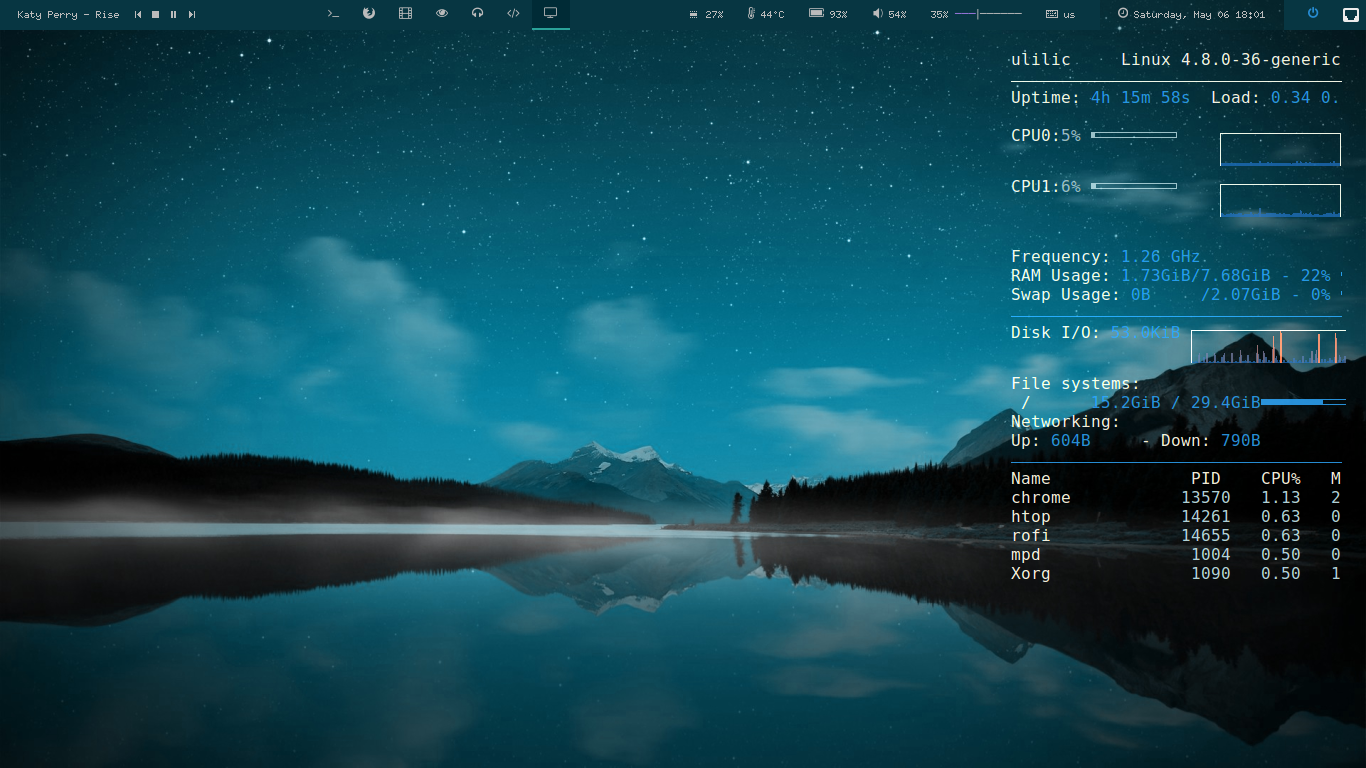 Katy Perry - Rise 27% 44°C 93% 54% 35% us Saturday, May 06 18:01
ulilic Linux 4.8.0-36-generic
Uptime: 4h 15m 58s Load: 0.34 0.
CPU0:5%
CPU1:6%
Frequency: 1.26 GHz.
RAM Usage: 1.73GiB/7.68GiB - 22%
Swap Usage: 0B /2.07GiB - 0%
Disk I/O: 53.0KiB
File systems:
/ 15.2GiB / 29.4GiB
Networking:
Up: 604B - Down: 790B
Name PID CPU% M
chrome 13570 1.13 2
htop 14261 0.63 0
rofi 14655 0.63 0
mpd 1004 0.50 0
Xorg 1090 0.50 1